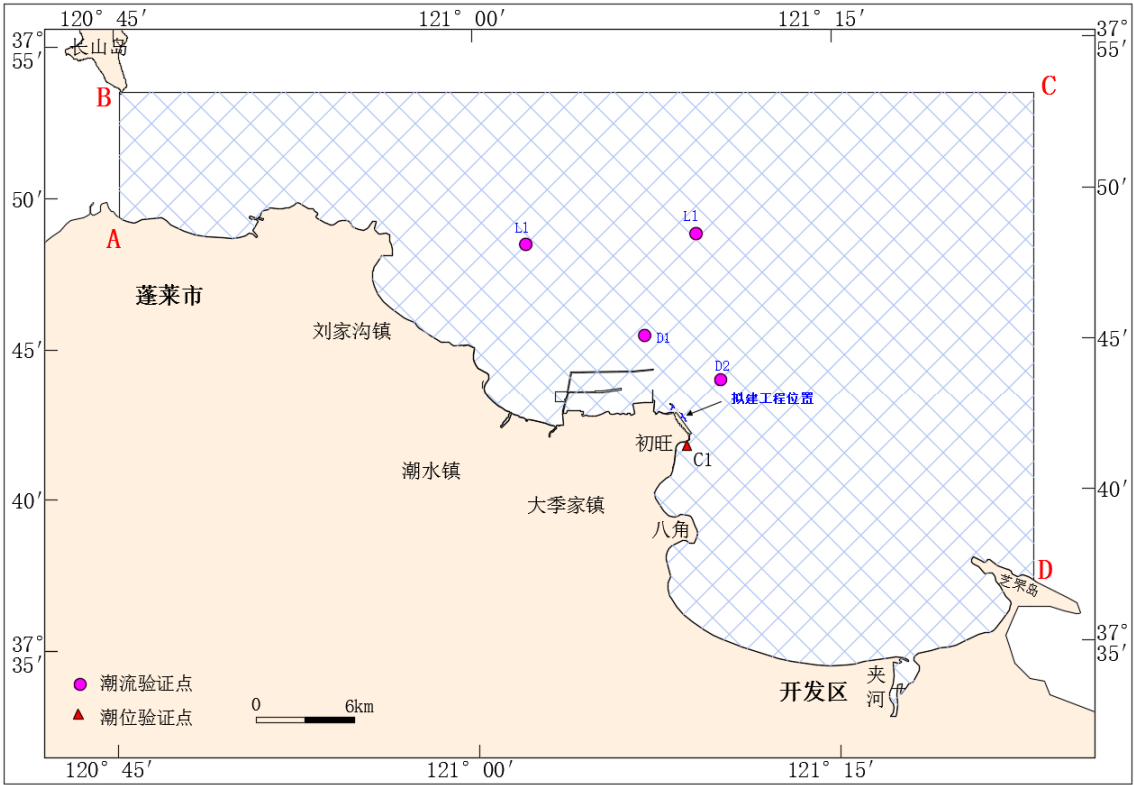 120° 45′
121° 00′
121° 15′
37°
55′
37°
55′
长山岛
B
C
50′
50′
L1
L1
A
蓬莱市
刘家沟镇
45′
45′
D1
D2
拟建工程位置
初旺
C1
潮水镇
40′
40′
大季家镇
八角
D
芝罘岛
37°
35′
37°
35′
夹
河
开发区
潮流验证点
潮位验证点
0
6km
120° 45′
121° 00′
121° 15′